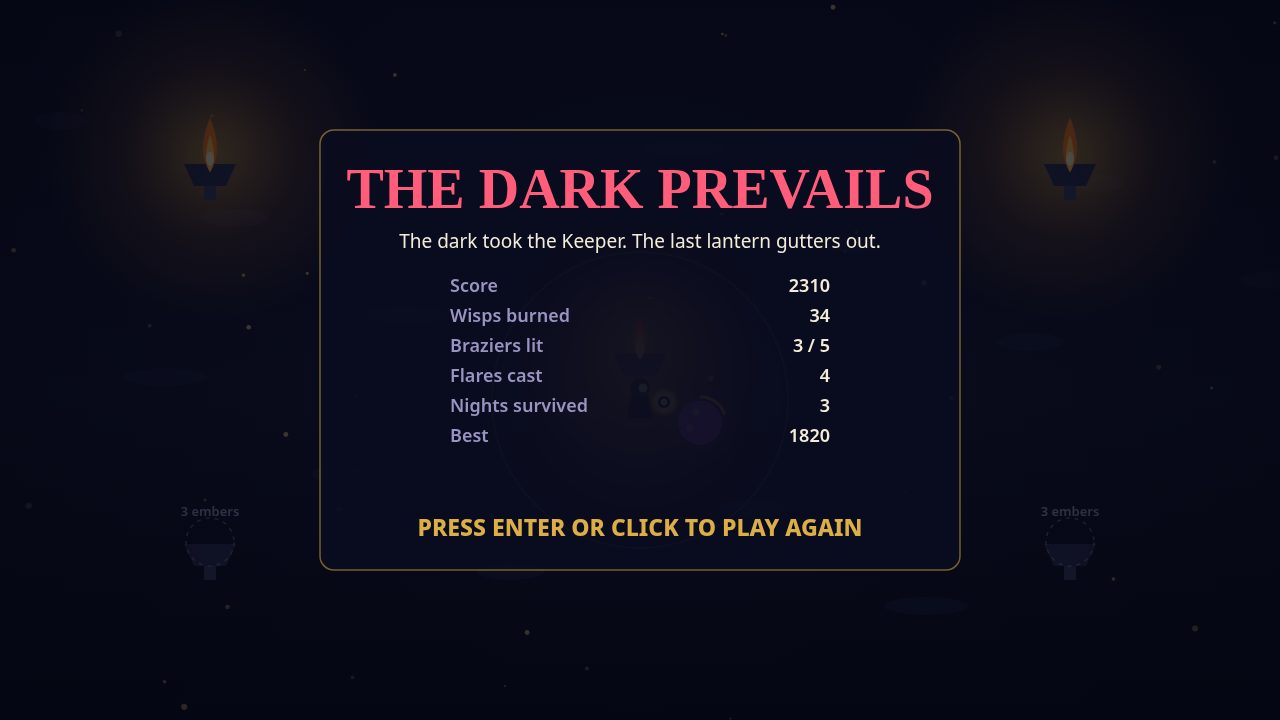 THE DARK PREVAILS
The dark took the Keeper. The last lantern gutters out.
Score 2310
Wisps burned 34
Braziers lit 3 / 5
Flares cast 4
Nights survived 3
Best 1820
3 embers 3 embers
PRESS ENTER OR CLICK TO PLAY AGAIN